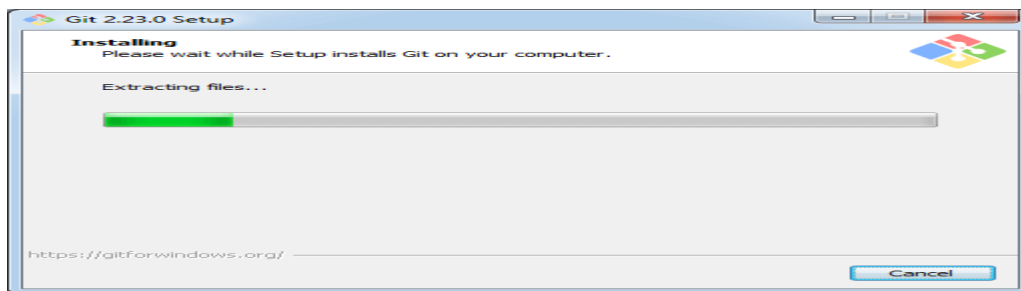 Git 2.23.0 Setup
Installing
Please wait while Setup installs Git on your computer.
Extracting files...
https://gitforwindows.org/
Cancel